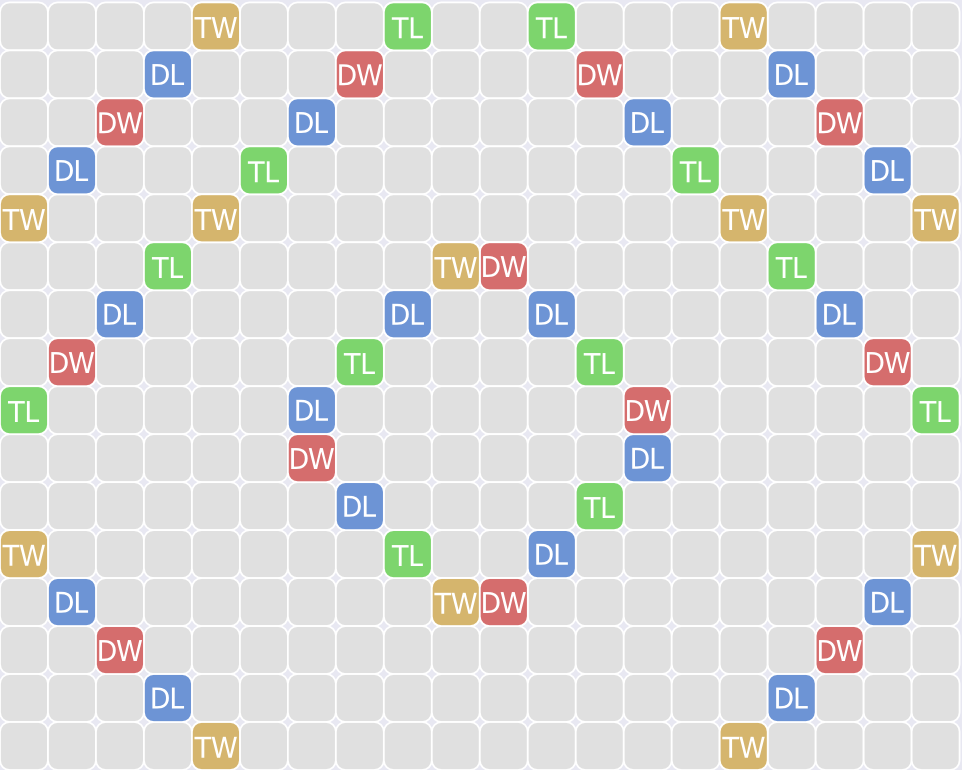 TW TL TL TW
DL DW DW DL
DW DL DL DW
DL TL TL DL
TW TW TW TW
TL TW DW TL
DL DL DL DL
DW TL TL DW
TL DL DW TL
DW DL
DL TL
TW TL DL TW
DL TW DW DL
DW DW
DL DL
TW TW